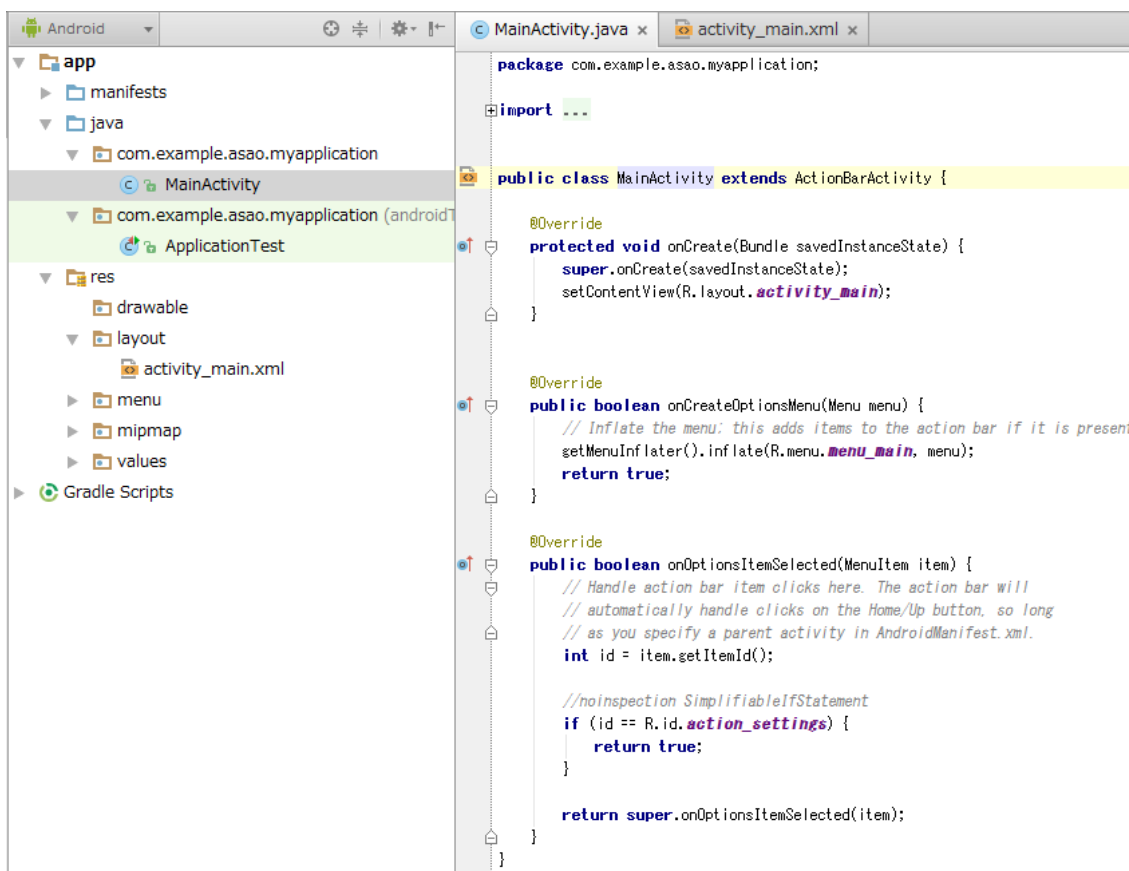 Android
app
manifests
java
com.example.asao.myapplication
MainActivity
com.example.asao.myapplication (androidT
ApplicationTest
res
drawable
layout
activity_main.xml
menu
mipmap
values
Gradle Scripts
MainActivity.java ×
activity_main.xml ×
package com.example.asao.myapplication;
import ...
public class MainActivity extends ActionBarActivity {
@Override
protected void onCreate(Bundle savedInstanceState) {
super.onCreate(savedInstanceState);
setContentView(R.layout.activity_main);
}
@Override
public boolean onCreateOptionsMenu(Menu menu) {
// Inflate the menu; this adds items to the action bar if it is present
getMenuInflater().inflate(R.menu.menu_main, menu);
return true;
}
@Override
public boolean onOptionsItemSelected(MenuItem item) {
// Handle action bar item clicks here. The action bar will
// automatically handle clicks on the Home/Up button, so long
// as you specify a parent activity in AndroidManifest.xml.
int id = item.getItemId();
//noinspection SimplifiableIfStatement
if (id == R.id.action_settings) {
return true;
}
return super.onOptionsItemSelected(item);
}
}